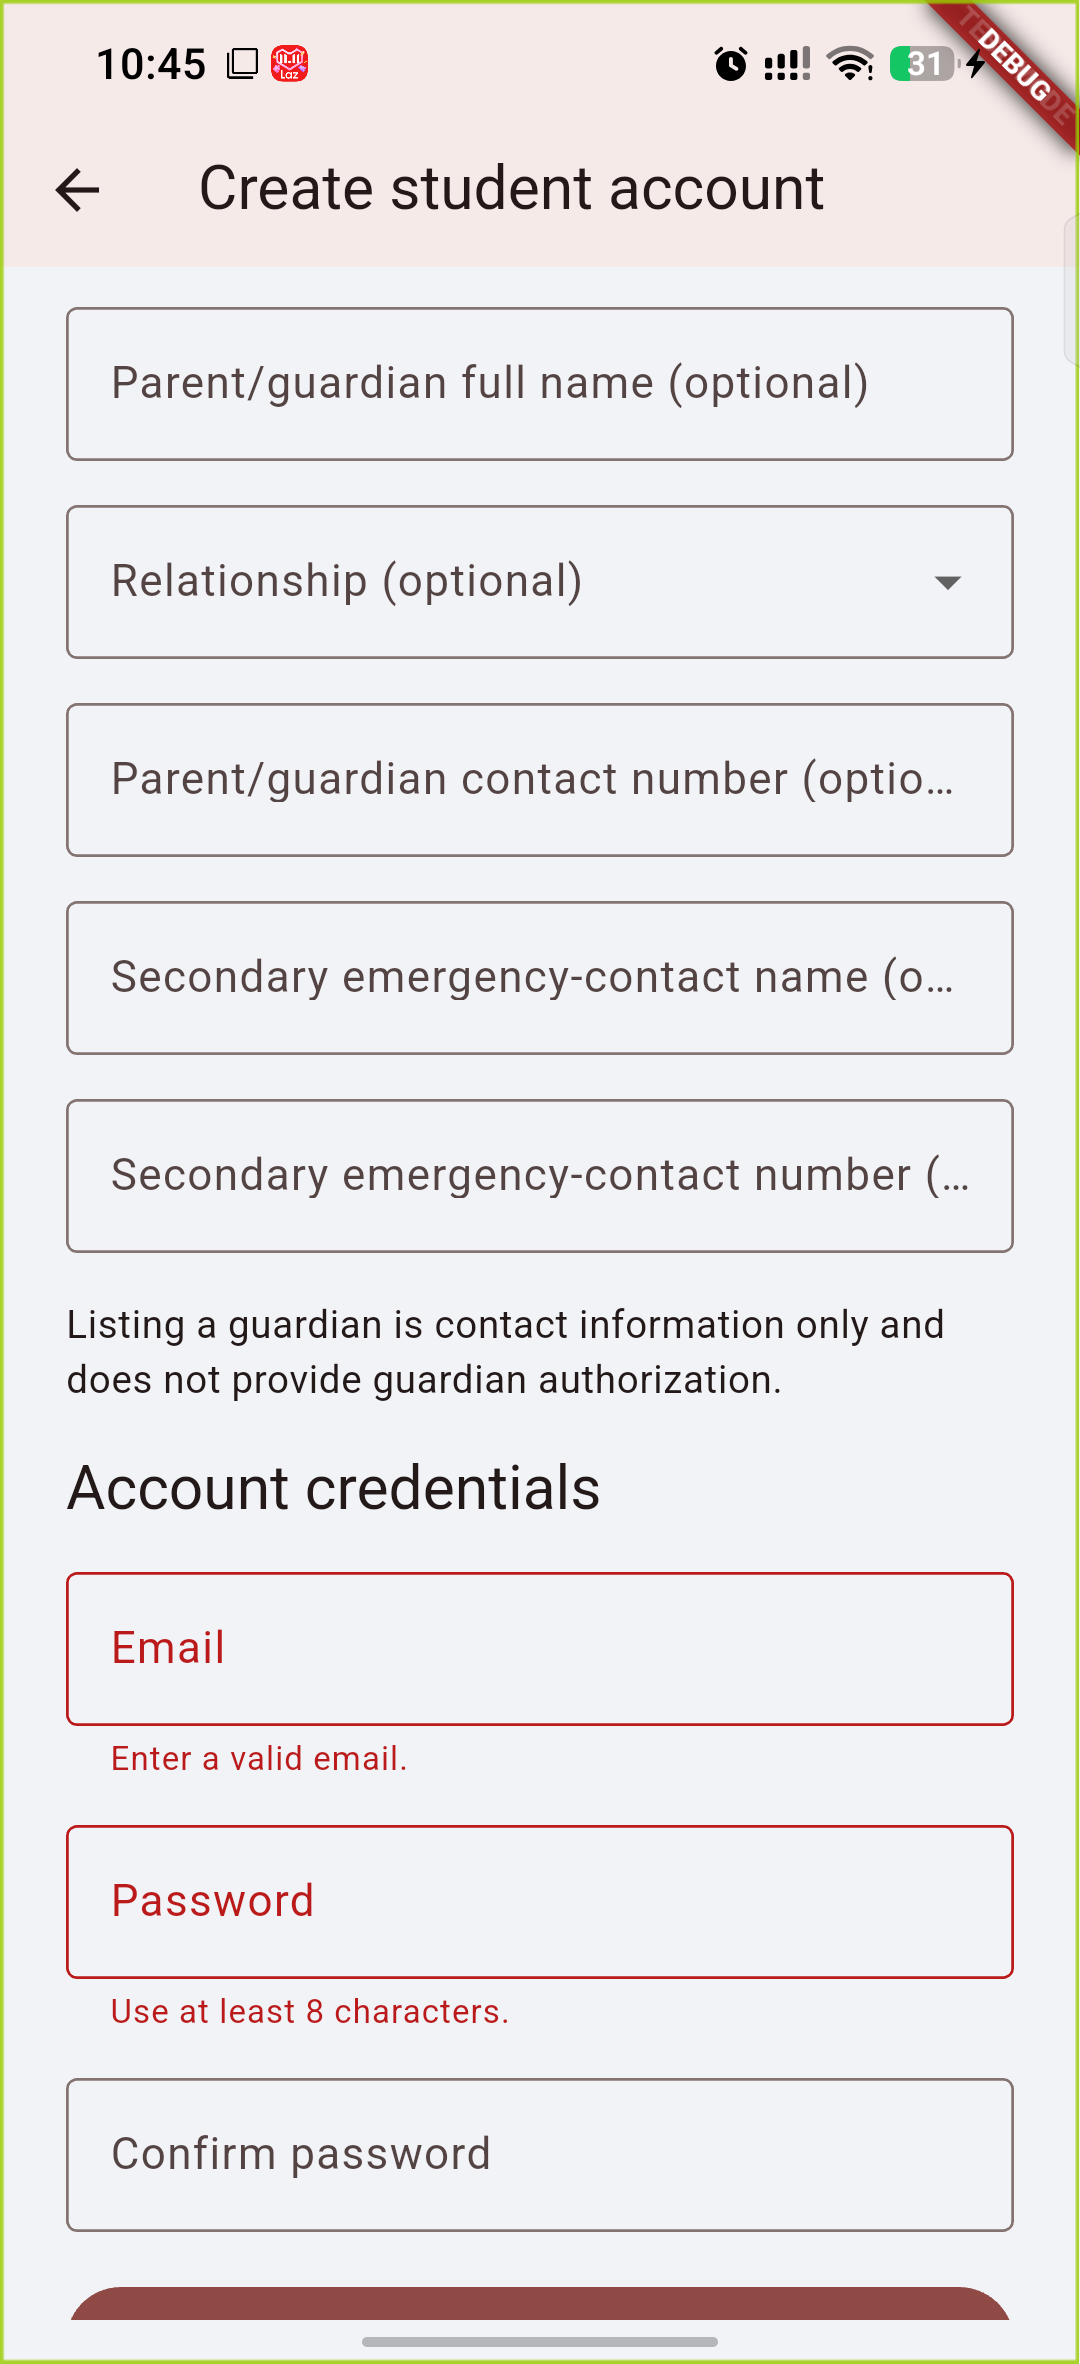 10:45
Laz
31
DEBUG
Create student account
Parent/guardian full name (optional)
Relationship (optional)
Parent/guardian contact number (optio...
Secondary emergency-contact name (o...
Secondary emergency-contact number (...
Listing a guardian is contact information only and
does not provide guardian authorization.
Account credentials
Email
Enter a valid email.
Password
Use at least 8 characters.
Confirm password